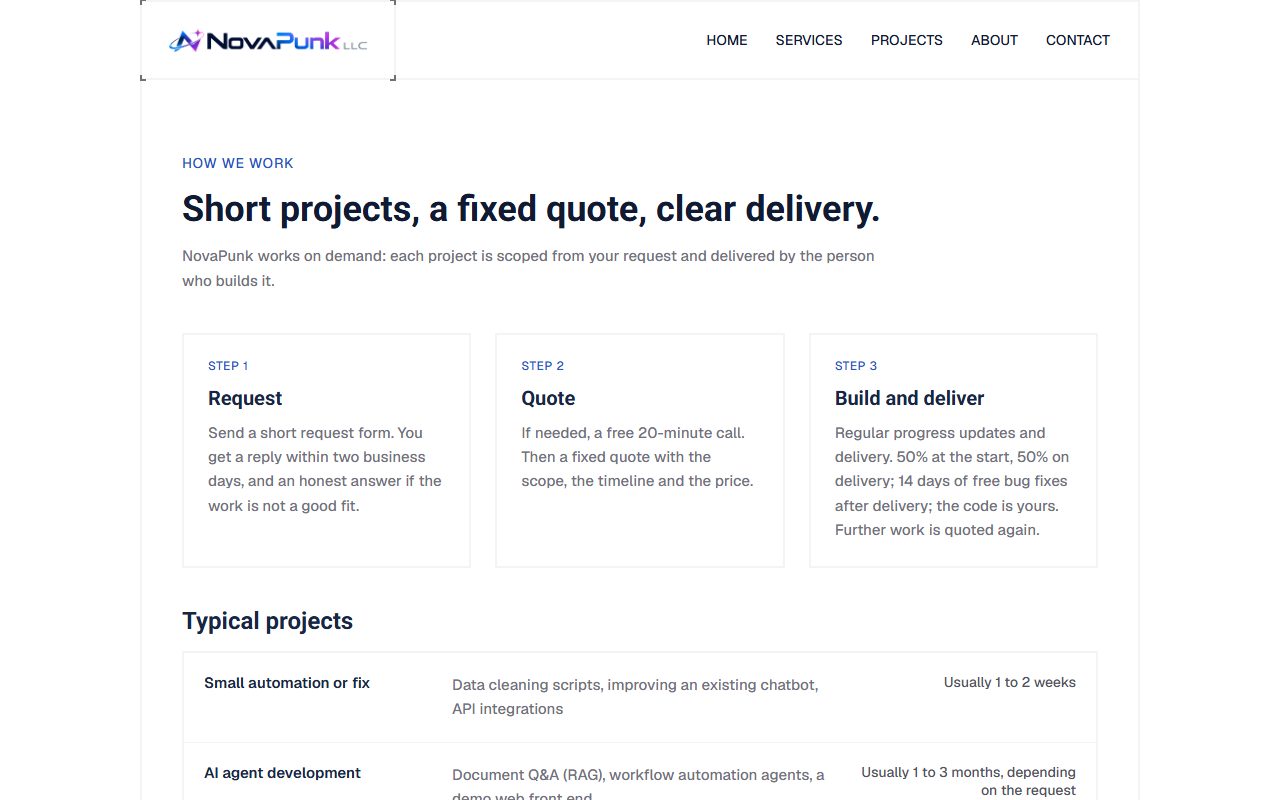 NovaPunk LLC
HOME SERVICES PROJECTS ABOUT CONTACT
HOW WE WORK
Short projects, a fixed quote, clear delivery.
NovaPunk works on demand: each project is scoped from your request and delivered by the person
who builds it.
STEP 1
Request
Send a short request form. You
get a reply within two business
days, and an honest answer if the
work is not a good fit.
STEP 2
Quote
If needed, a free 20-minute call.
Then a fixed quote with the
scope, the timeline and the price.
STEP 3
Build and deliver
Regular progress updates and
delivery. 50% at the start, 50% on
delivery; 14 days of free bug fixes
after delivery; the code is yours.
Further work is quoted again.
Typical projects
Small automation or fix
Data cleaning scripts, improving an existing chatbot,
API integrations
Usually 1 to 2 weeks
AI agent development
Document Q&A (RAG), workflow automation agents, a
demo web front end
Usually 1 to 3 months, depending
on the request